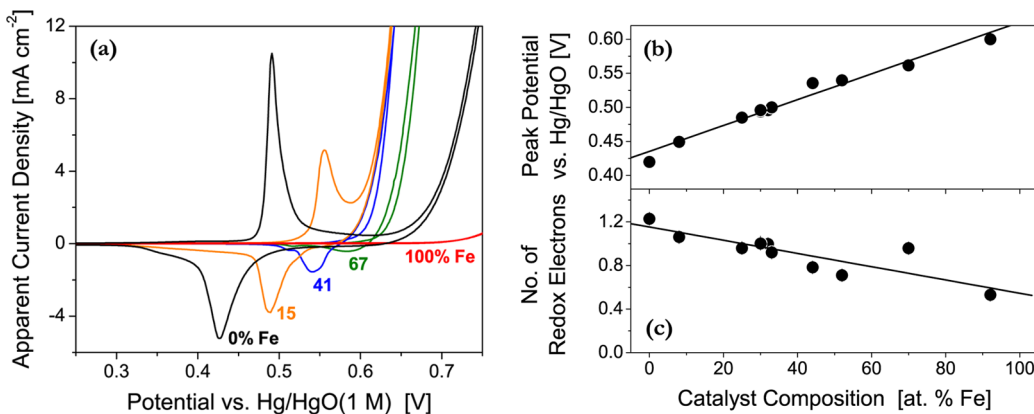 (a)
Apparent Current Density [mA cm⁻²]
12
8
4
0
-4
0% Fe
15
41
67
100% Fe
0.3
0.4
0.5
0.6
0.7
Potential vs. Hg/HgO(1 M) [V]
(b)
Peak Potential
vs. Hg/HgO [V]
0.60
0.55
0.50
0.45
0.40
(c)
No. of
Redox Electrons
1.2
0.8
0.4
0.0
0
20
40
60
80
100
Catalyst Composition [at. % Fe]